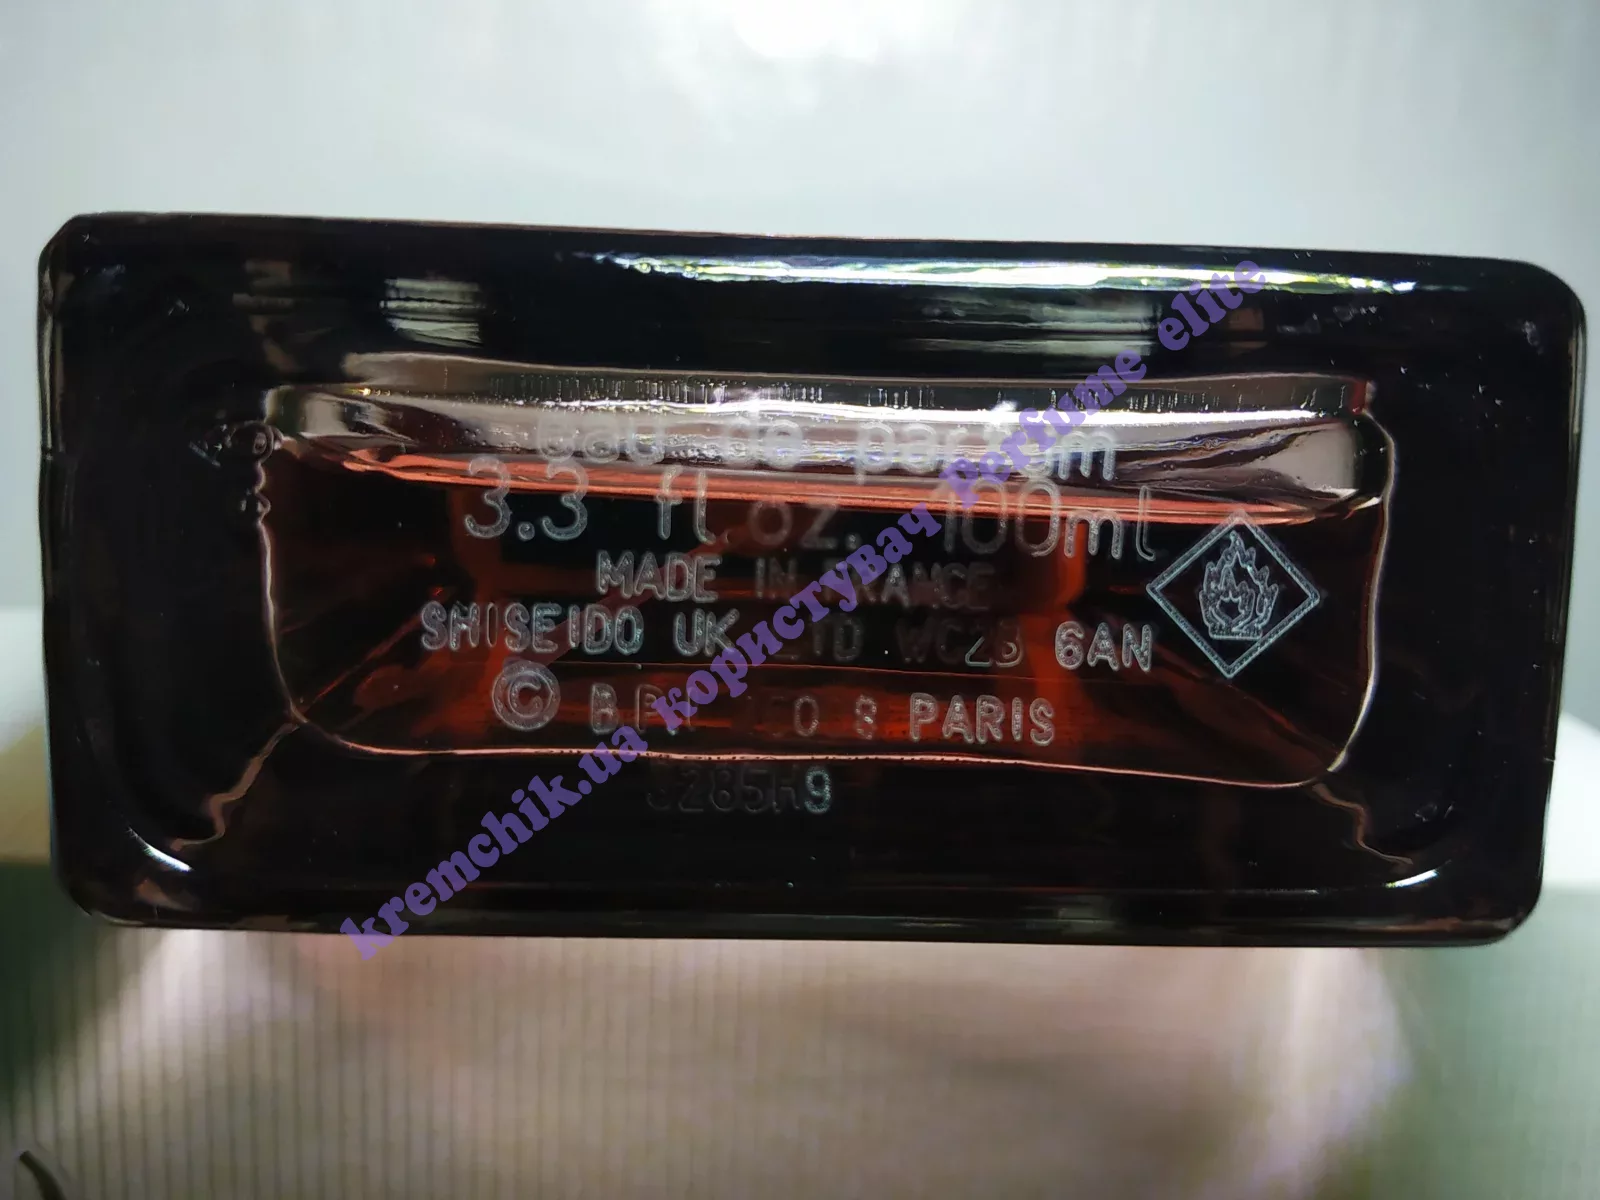 eau de parfum
3.3 fl. oz. 100ml
MADE IN FRANCE
SHISEIDO UK LTD WC2B 6AN
© PARIS
kremchik.ua користувач Perfume elite